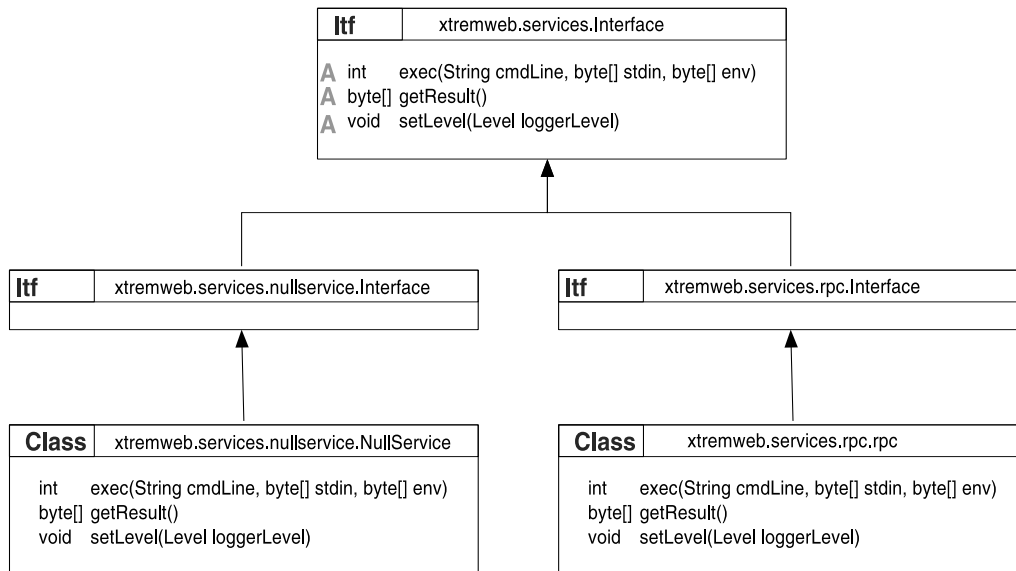 Itf xtremweb.services.Interface
A int exec(String cmdLine, byte[] stdin, byte[] env)
A byte[] getResult()
A void setLevel(Level loggerLevel)
Itf xtremweb.services.nullservice.Interface
Itf xtremweb.services.rpc.Interface
Class xtremweb.services.nullservice.NullService
int exec(String cmdLine, byte[] stdin, byte[] env)
byte[] getResult()
void setLevel(Level loggerLevel)
Class xtremweb.services.rpc.rpc
int exec(String cmdLine, byte[] stdin, byte[] env)
byte[] getResult()
void setLevel(Level loggerLevel)